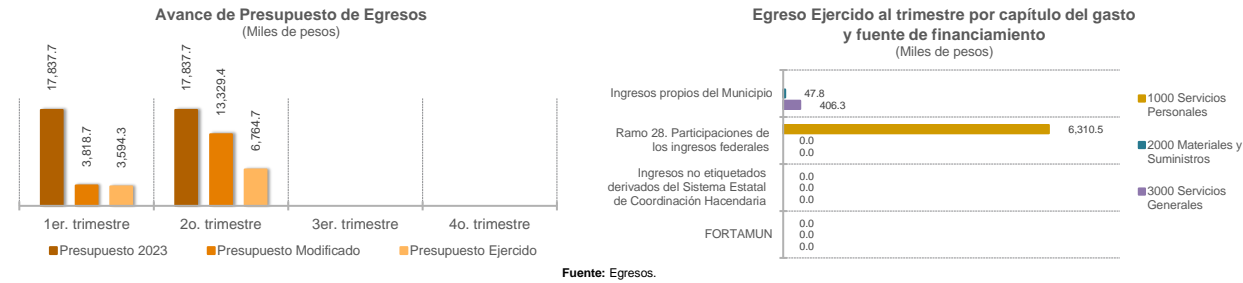 Avance de Presupuesto de Egresos
(Miles de pesos)
17,837.7
3,818.7
3,594.3
17,837.7
13,329.4
6,764.7
1er. trimestre
2o. trimestre
3er. trimestre
4o. trimestre
Presupuesto 2023
Presupuesto Modificado
Presupuesto Ejercido
Egreso Ejercido al trimestre por capítulo del gasto
y fuente de financiamiento
(Miles de pesos)
Ingresos propios del Municipio
47.8
406.3
Ramo 28. Participaciones de
los ingresos federales
6,310.5
0.0
0.0
Ingresos no etiquetados
derivados del Sistema Estatal
de Coordinación Hacendaria
0.0
0.0
0.0
FORTAMUN
0.0
0.0
0.0
1000 Servicios
Personales
2000 Materiales y
Suministros
3000 Servicios
Generales
Fuente: Egresos.